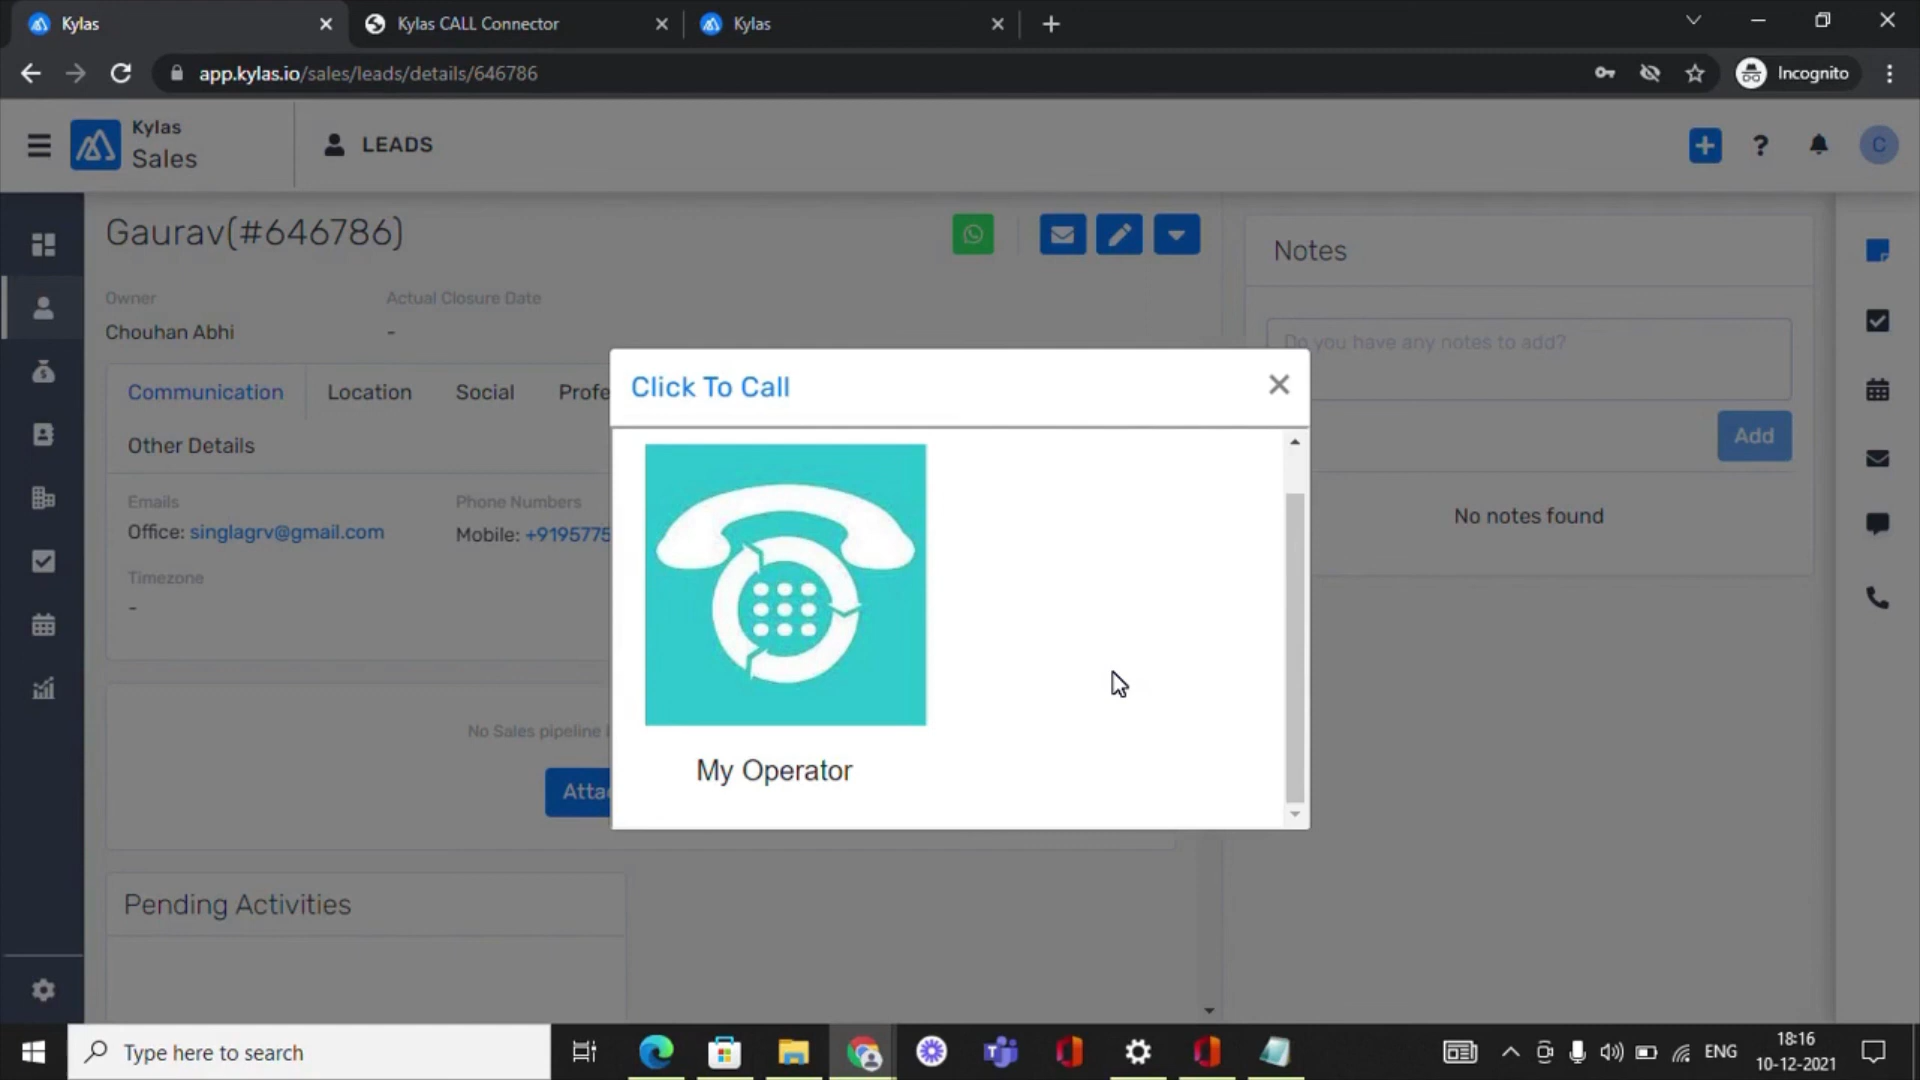 Kylas
Kylas CALL Connector
Kylas
app.kylas.io/sales/leads/details/646786
Incognito
Kylas
Sales
LEADS
C
Gaurav(#646786)
Owner
Chouhan Abhi
Actual Closure Date
-
Communication
Location
Social
Profe
Other Details
Emails
Office: singlagrv@gmail.com
Phone Numbers
Mobile: +9195775
Timezone
-
No Sales pipeline
Attac
Pending Activities
Click To Call
My Operator
Notes
Do you have any notes to add?
Add
No notes found
Type here to search
ENG
18:16
10-12-2021